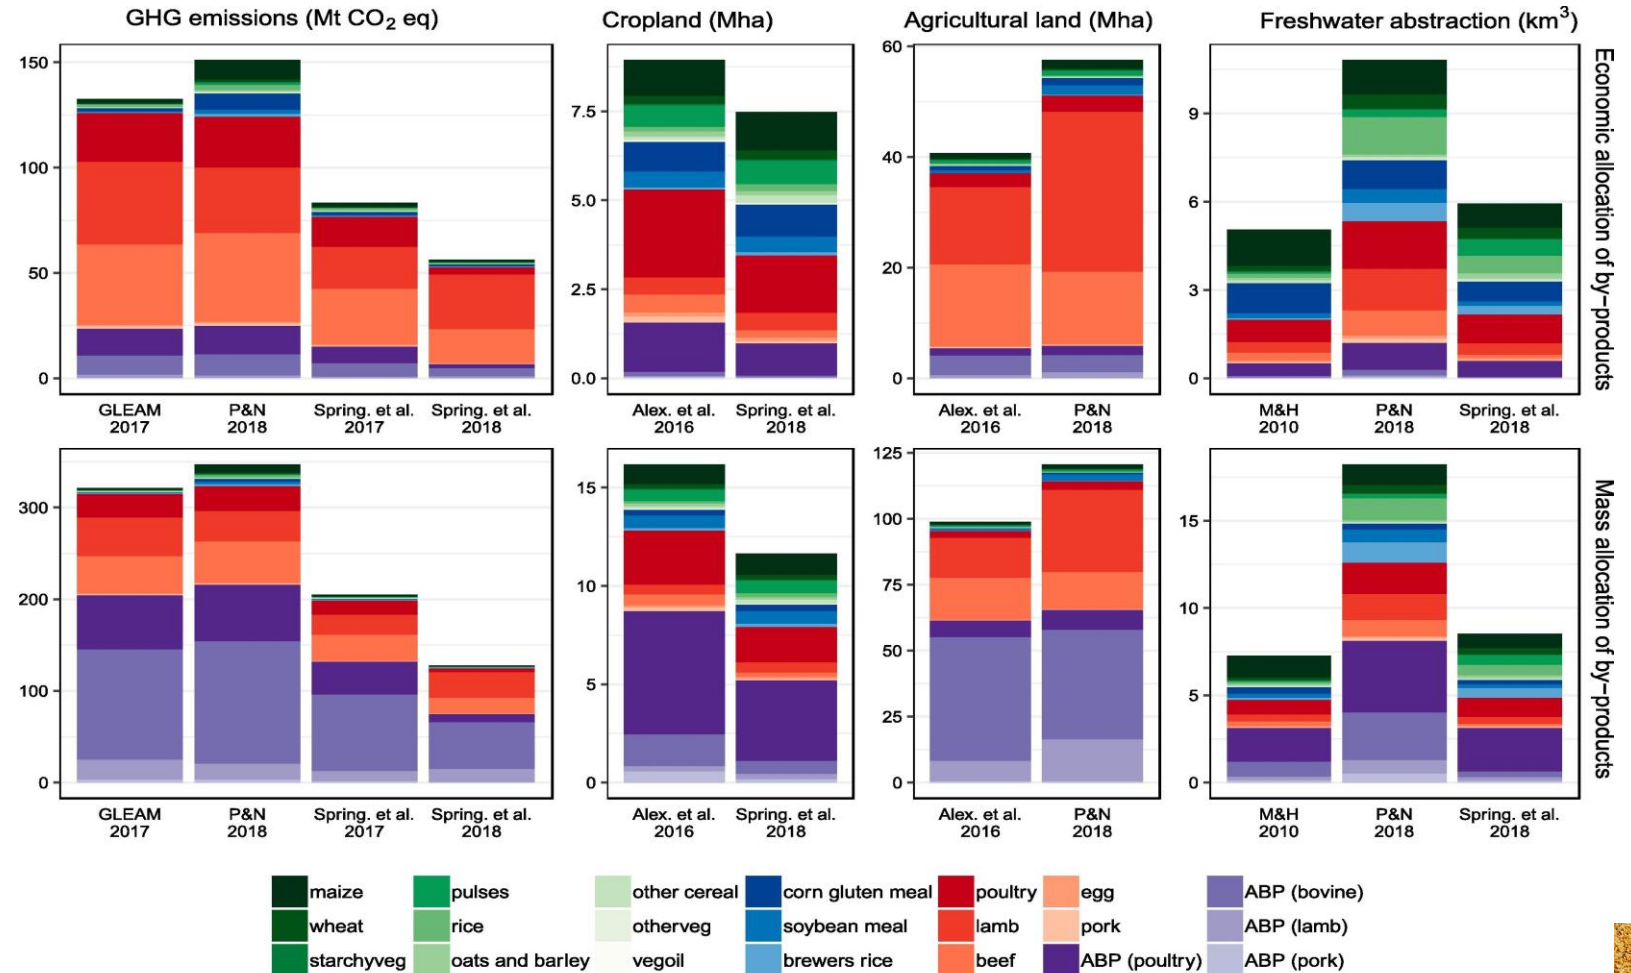 GHG emissions (Mt CO2 eq)
Cropland (Mha)
Agricultural land (Mha)
Freshwater abstraction (km3)
150
100
50
0
GLEAM 2017
P&N 2018
Spring. et al. 2017
Spring. et al. 2018
7.5
5.0
2.5
0.0
Alex. et al. 2016
Spring. et al. 2018
60
40
20
0
Alex. et al. 2016
P&N 2018
9
6
3
0
M&H 2010
P&N 2018
Spring. et al. 2018
Economic allocation of by-products
300
200
100
0
GLEAM 2017
P&N 2018
Spring. et al. 2017
Spring. et al. 2018
15
10
5
0
Alex. et al. 2016
Spring. et al. 2018
125
100
75
50
25
0
Alex. et al. 2016
P&N 2018
15
10
5
0
M&H 2010
P&N 2018
Spring. et al. 2018
Mass allocation of by-products
maize
pulses
other cereal
corn gluten meal
poultry
egg
ABP (bovine)
wheat
rice
otherveg
soybean meal
lamb
pork
ABP (lamb)
starchyveg
oats and barley
vegoil
brewers rice
beef
ABP (poultry)
ABP (pork)